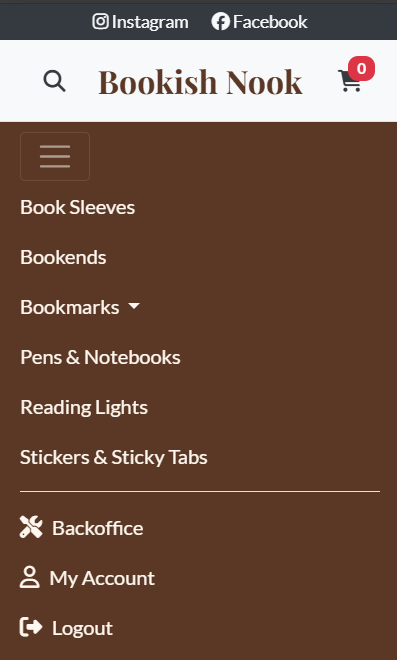 Instagram Facebook
Bookish Nook 0
Book Sleeves
Bookends
Bookmarks
Pens & Notebooks
Reading Lights
Stickers & Sticky Tabs
Backoffice
My Account
Logout